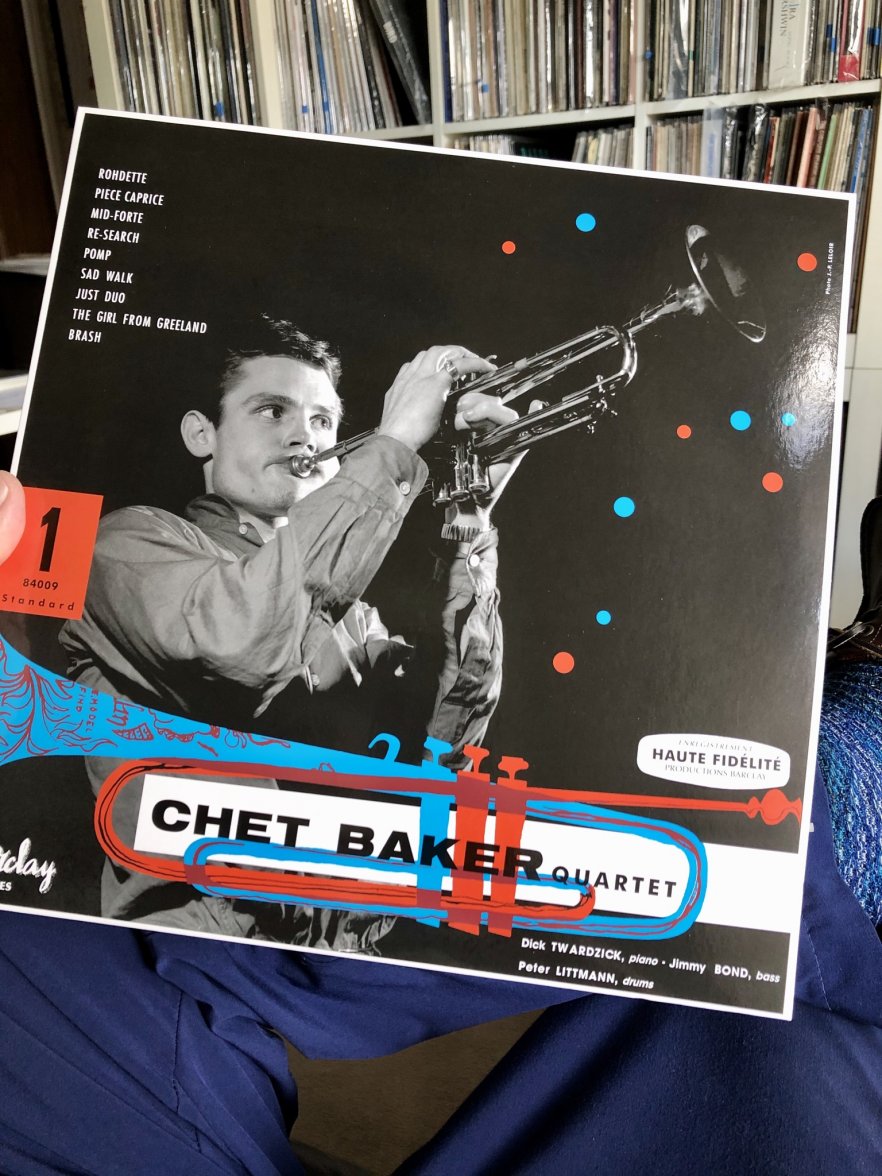 ROHDETTE
PIECE CAPRICE
MID-FORTE
RE-SEARCH
POMP
SAD WALK
JUST DUO
THE GIRL FROM GREELAND
BRASH
Photo J.-P. LELOIR
1
84009
Standard
ENREGISTREMENT
HAUTE FIDÉLITÉ
PRODUCTIONS BARCLAY
CHET BAKER QUARTET
clay
ES
Dick TWARDZICK, piano • Jimmy BOND, bass
Peter LITTMANN, drums